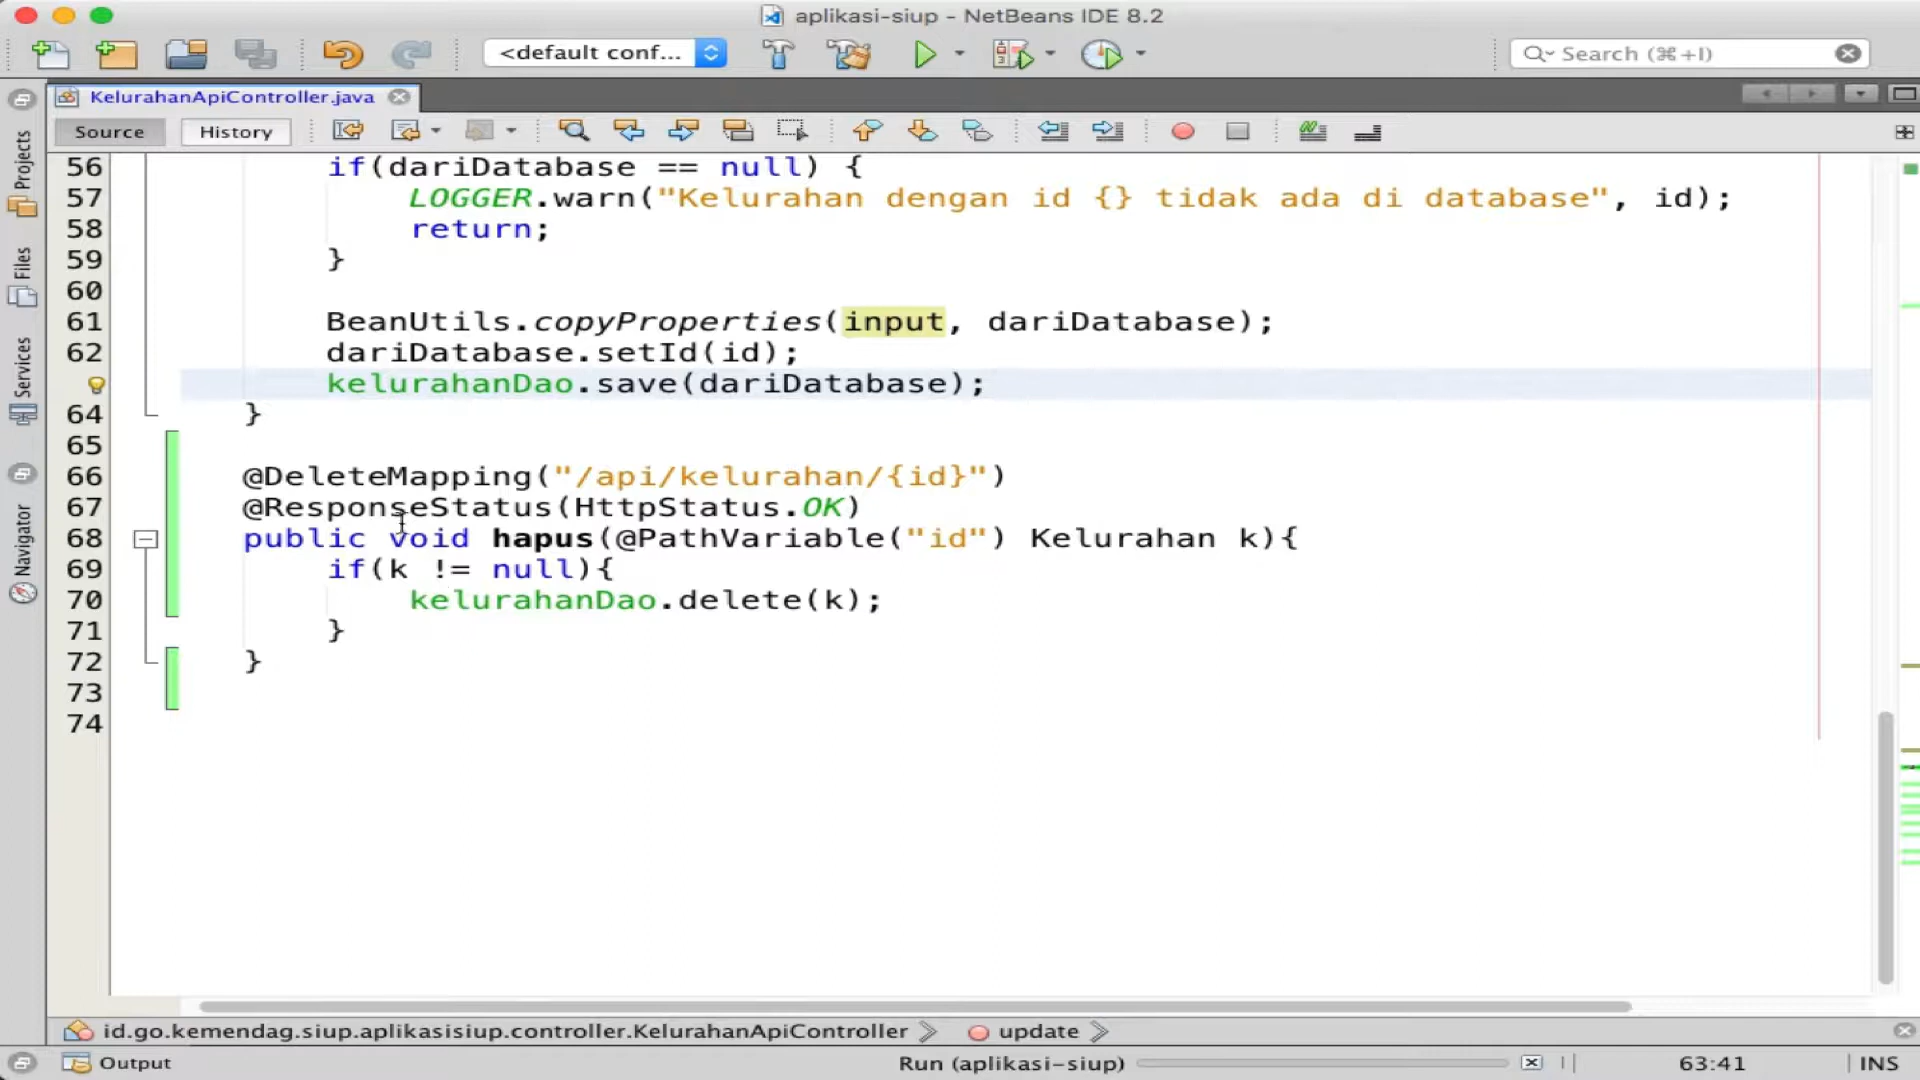 aplikasi-siup - NetBeans IDE 8.2
<default conf...
Search (⌘+I)
KelurahanApiController.java
Source History
Projects
Files
Services
Navigator
56 if(dariDatabase == null) {
57 LOGGER.warn("Kelurahan dengan id {} tidak ada di database", id);
58 return;
59 }
60
61 BeanUtils.copyProperties(input, dariDatabase);
62 dariDatabase.setId(id);
kelurahanDao.save(dariDatabase);
64 }
65
66 @DeleteMapping("/api/kelurahan/{id}")
67 @ResponseStatus(HttpStatus.OK)
68 public void hapus(@PathVariable("id") Kelurahan k){
69 if(k != null){
70 kelurahanDao.delete(k);
71 }
72 }
73
74
id.go.kemendag.siup.aplikasisiup.controller.KelurahanApiController update
Output Run (aplikasi-siup) 63:41 INS